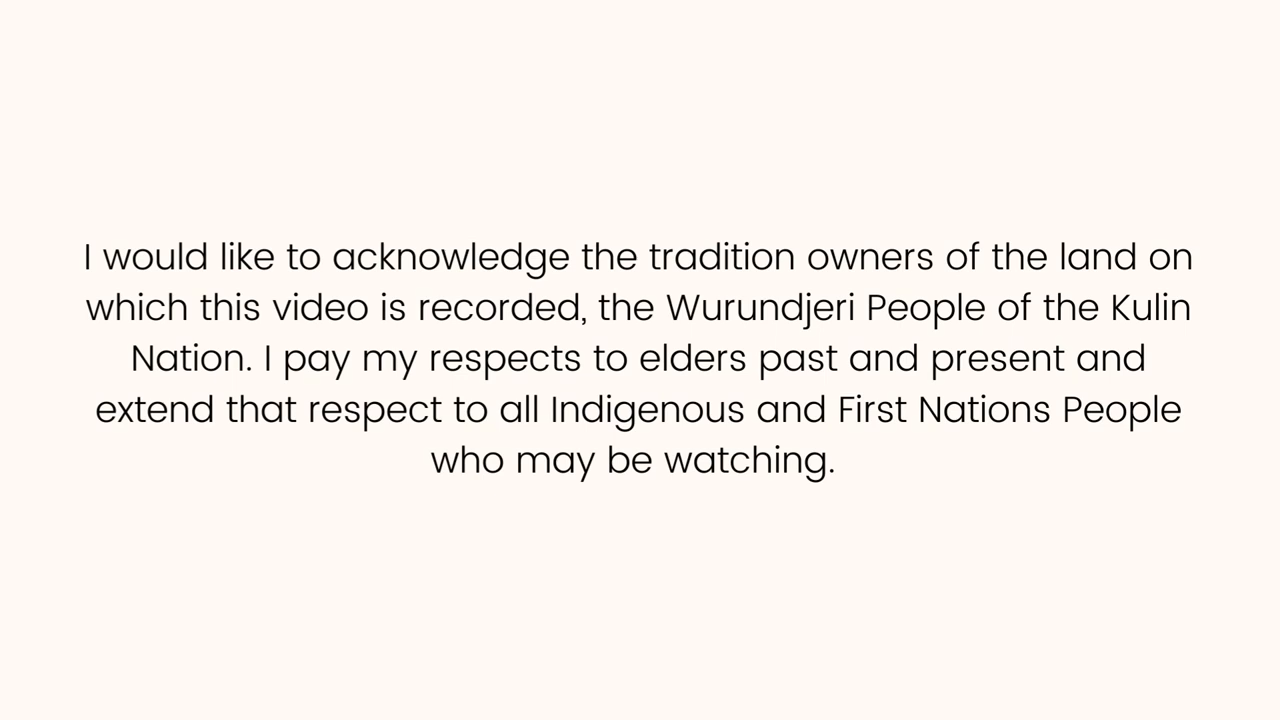 I would like to acknowledge the tradition owners of the land on
which this video is recorded, the Wurundjeri People of the Kulin
Nation. I pay my respects to elders past and present and
extend that respect to all Indigenous and First Nations People
who may be watching.